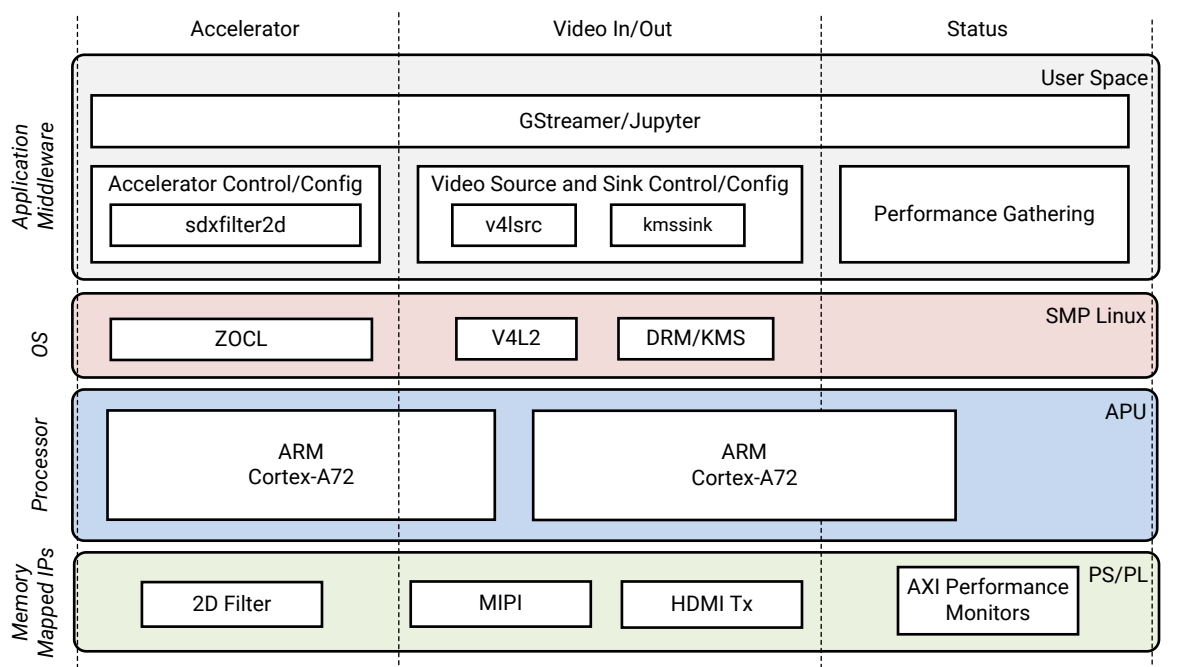 Accelerator
Video In/Out
Status
Application
Middleware
User Space
GStreamer/Jupyter
Accelerator Control/Config
sdxfilter2d
Video Source and Sink Control/Config
v4lsrc
kmssink
Performance Gathering
OS
SMP Linux
ZOCL
V4L2
DRM/KMS
Processor
APU
ARM
Cortex-A72
ARM
Cortex-A72
Memory
Mapped IPs
PS/PL
2D Filter
MIPI
HDMI Tx
AXI Performance
Monitors